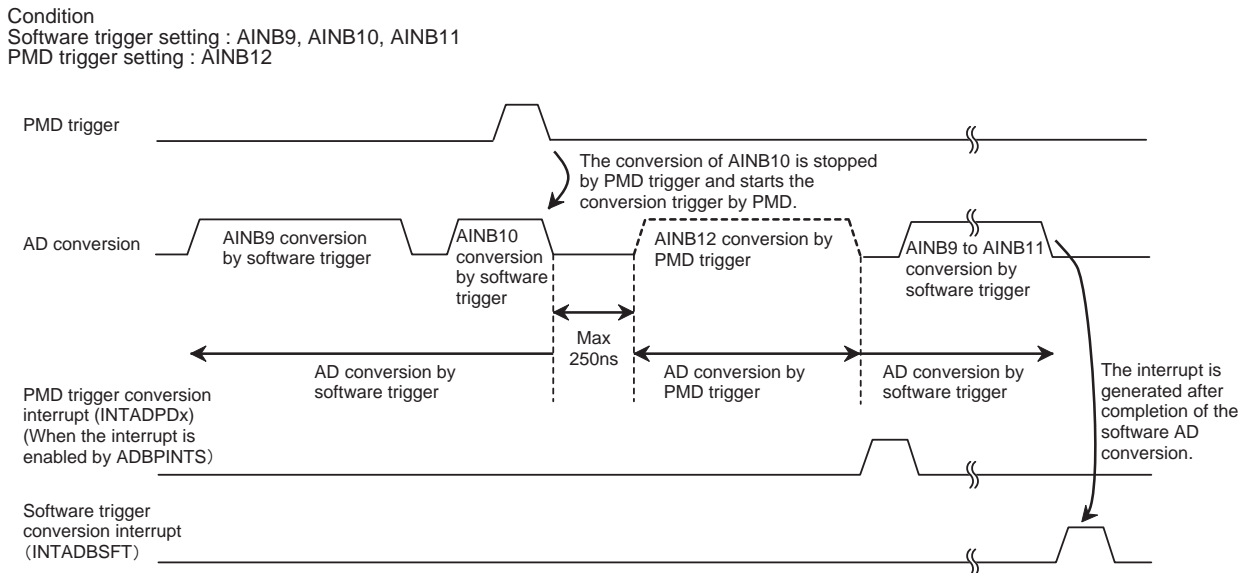 Condition
Software trigger setting : AINB9, AINB10, AINB11
PMD trigger setting : AINB12
PMD trigger
The conversion of AINB10 is stopped
by PMD trigger and starts the
conversion trigger by PMD.
AD conversion
AINB9 conversion
by software trigger
AINB10
conversion
by software
trigger
AINB12 conversion by
PMD trigger
AINB9 to AINB11
conversion by
software trigger
Max
250ns
AD conversion by
software trigger
AD conversion by
PMD trigger
AD conversion by
software trigger
The interrupt is
generated after
completion of the
software AD
conversion.
PMD trigger conversion
interrupt (INTADPDx)
(When the interrupt is
enabled by ADBPINTS）
Software trigger
conversion interrupt
（INTADBSFT）